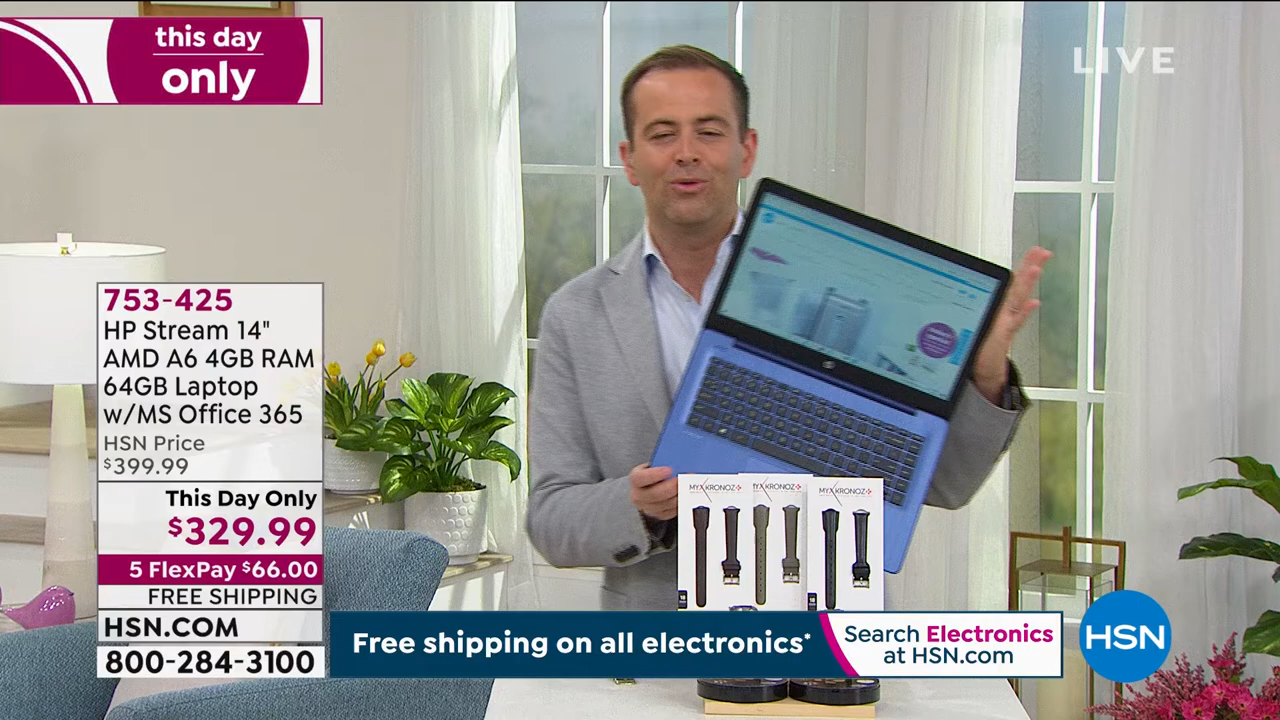 this day
only
LIVE
753-425
HP Stream 14"
AMD A6 4GB RAM
64GB Laptop
w/MS Office 365
HSN Price
$399.99
This Day Only
$329.99
5 FlexPay $66.00
FREE SHIPPING
HSN.COM
800-284-3100
MYKRONOZ
MYKRONOZ
MYKRONOZ
Free shipping on all electronics*
Search Electronics
at HSN.com
HSN